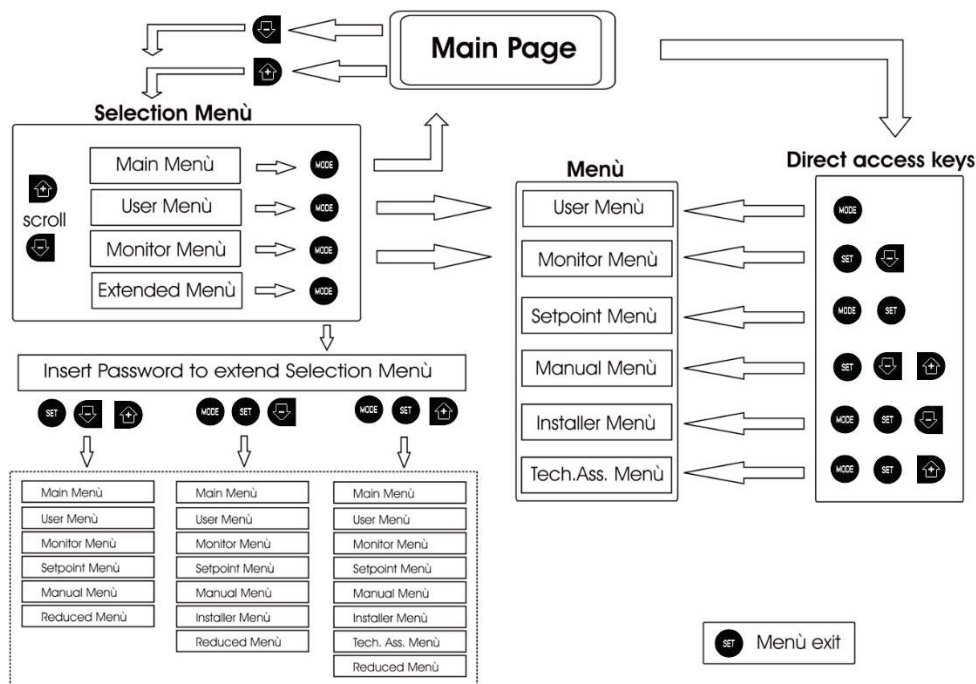 Main Page
-
+
Selection Menù
Main Menù
MODE
User Menù
MODE
Monitor Menù
MODE
Extended Menù
MODE
+
scroll
-
Insert Password to extend Selection Menù
SET - +
MODE SET -
MODE SET +
Main Menù
User Menù
Monitor Menù
Setpoint Menù
Manual Menù
Reduced Menù
Main Menù
User Menù
Monitor Menù
Setpoint Menù
Manual Menù
Installer Menù
Reduced Menù
Main Menù
User Menù
Monitor Menù
Setpoint Menù
Manual Menù
Installer Menù
Tech. Ass. Menù
Reduced Menù
Menù
User Menù
Monitor Menù
Setpoint Menù
Manual Menù
Installer Menù
Tech.Ass. Menù
Direct access keys
MODE
SET -
MODE SET
SET - +
MODE SET -
MODE SET +
SET Menù exit